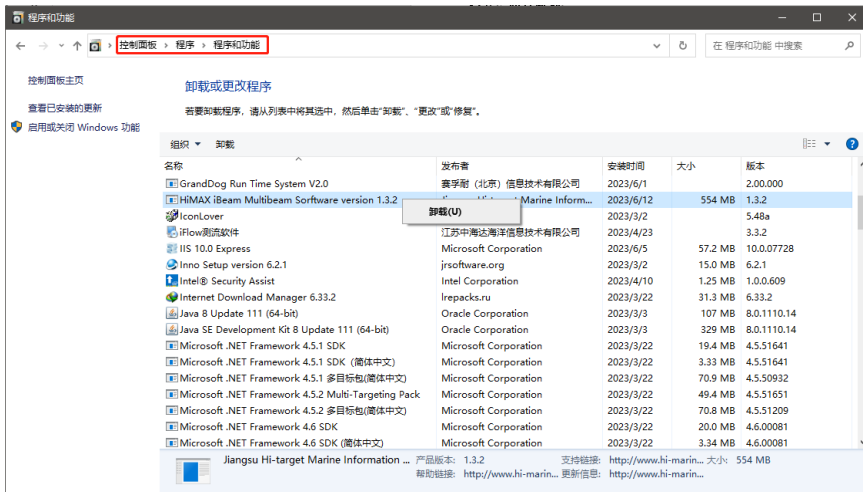 程序和功能
控制面板 › 程序 › 程序和功能
在 程序和功能 中搜索
控制面板主页
查看已安装的更新
启用或关闭 Windows 功能
卸载或更改程序
若要卸载程序，请从列表中将其选中，然后单击"卸载"、"更改"或"修复"。
组织 卸载
名称 发布者 安装时间 大小 版本
GrandDog Run Time System V2.0 赛孚耐（北京）信息技术有限公司 2023/6/1 2.00.000
HiMAX iBeam Multibeam Sorftware version 1.3.2 Marine Inform... 2023/6/12 554 MB 1.3.2
卸载(U)
IconLover 2023/3/2 5.48a
iFlow测流软件 江苏中海达海洋信息技术有限公司 2023/4/23 3.3.2
IIS 10.0 Express Microsoft Corporation 2023/6/5 57.2 MB 10.0.07728
Inno Setup version 6.2.1 jrsoftware.org 2023/3/2 15.0 MB 6.2.1
Intel® Security Assist Intel Corporation 2023/4/10 1.25 MB 1.0.0.609
Internet Download Manager 6.33.2 lrepacks.ru 2023/3/22 31.3 MB 6.33.2
Java 8 Update 111 (64-bit) Oracle Corporation 2023/3/3 107 MB 8.0.1110.14
Java SE Development Kit 8 Update 111 (64-bit) Oracle Corporation 2023/3/3 329 MB 8.0.1110.14
Microsoft .NET Framework 4.5.1 SDK Microsoft Corporation 2023/3/22 19.4 MB 4.5.51641
Microsoft .NET Framework 4.5.1 SDK（简体中文） Microsoft Corporation 2023/3/22 3.33 MB 4.5.51641
Microsoft .NET Framework 4.5.1 多目标包(简体中文) Microsoft Corporation 2023/3/22 70.9 MB 4.5.50932
Microsoft .NET Framework 4.5.2 Multi-Targeting Pack Microsoft Corporation 2023/3/22 49.4 MB 4.5.51651
Microsoft .NET Framework 4.5.2 多目标包(简体中文) Microsoft Corporation 2023/3/22 70.8 MB 4.5.51209
Microsoft .NET Framework 4.6 SDK Microsoft Corporation 2023/3/22 20.0 MB 4.6.00081
Microsoft .NET Framework 4.6 SDK (简体中文) Microsoft Corporation 2023/3/22 3.34 MB 4.6.00081
Jiangsu Hi-target Marine Information ... 产品版本: 1.3.2 支持链接: http://www.hi-marin... 大小: 554 MB
帮助链接: http://www.hi-marin... 更新信息: http://www.hi-marin...